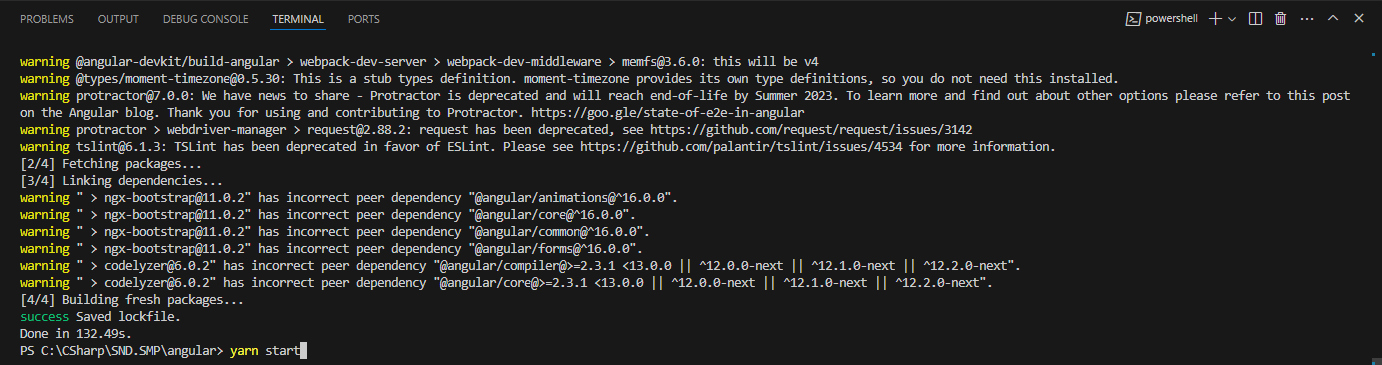 PROBLEMS OUTPUT DEBUG CONSOLE TERMINAL PORTS powershell
warning @angular-devkit/build-angular > webpack-dev-server > webpack-dev-middleware > memfs@3.6.0: this will be v4
warning @types/moment-timezone@0.5.30: This is a stub types definition. moment-timezone provides its own type definitions, so you do not need this installed.
warning protractor@7.0.0: We have news to share - Protractor is deprecated and will reach end-of-life by Summer 2023. To learn more and find out about other options please refer to this post
on the Angular blog. Thank you for using and contributing to Protractor. https://goo.gle/state-of-e2e-in-angular
warning protractor > webdriver-manager > request@2.88.2: request has been deprecated, see https://github.com/request/request/issues/3142
warning tslint@6.1.3: TSLint has been deprecated in favor of ESLint. Please see https://github.com/palantir/tslint/issues/4534 for more information.
[2/4] Fetching packages...
[3/4] Linking dependencies...
warning " > ngx-bootstrap@11.0.2" has incorrect peer dependency "@angular/animations@^16.0.0".
warning " > ngx-bootstrap@11.0.2" has incorrect peer dependency "@angular/core@^16.0.0".
warning " > ngx-bootstrap@11.0.2" has incorrect peer dependency "@angular/common@^16.0.0".
warning " > ngx-bootstrap@11.0.2" has incorrect peer dependency "@angular/forms@^16.0.0".
warning " > codelyzer@6.0.2" has incorrect peer dependency "@angular/compiler@>=2.3.1 <13.0.0 || ^12.0.0-next || ^12.1.0-next || ^12.2.0-next".
warning " > codelyzer@6.0.2" has incorrect peer dependency "@angular/core@>=2.3.1 <13.0.0 || ^12.0.0-next || ^12.1.0-next || ^12.2.0-next".
[4/4] Building fresh packages...
success Saved lockfile.
Done in 132.49s.
PS C:\CSharp\SND.SMP\angular> yarn start